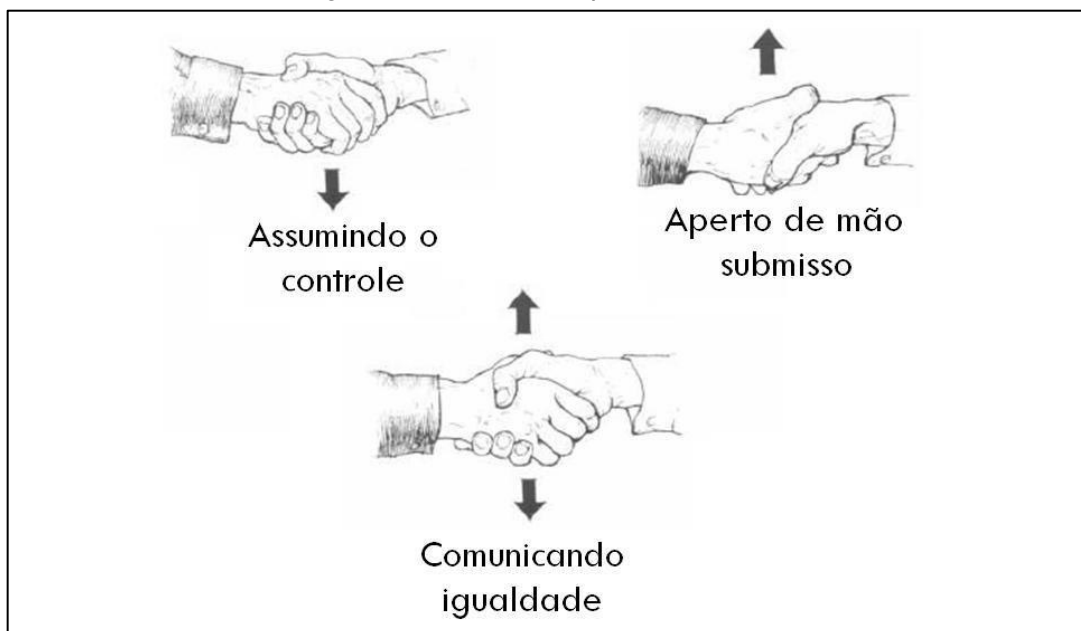 Assumindo o
controle
Aperto de mão
submisso
Comunicando
igualdade